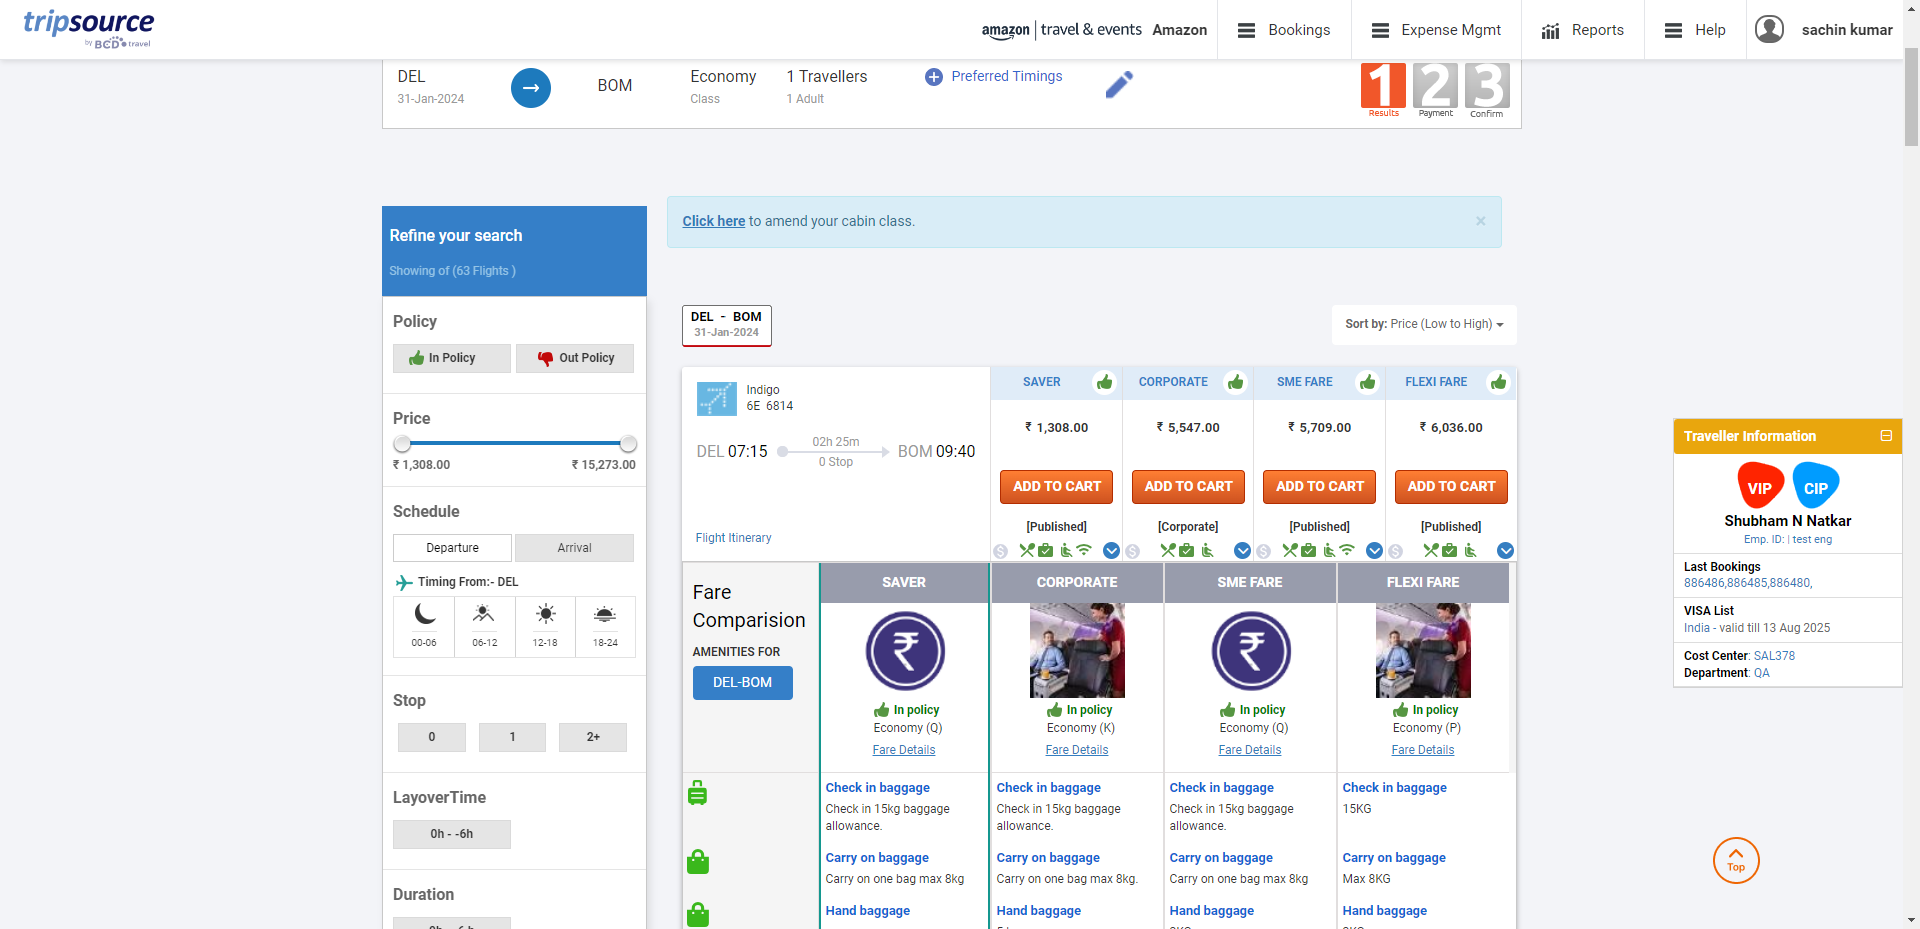 tripsource
by BCD travel
amazon travel & events Amazon
Bookings
Expense Mgmt
Reports
Help
sachin kumar
DEL
31-Jan-2024
BOM
Economy
Class
1 Travellers
1 Adult
Preferred Timings
1 2 3
Results Payment Confirm
Refine your search
Showing of (63 Flights )
Click here to amend your cabin class.
×
Policy
In Policy
Out Policy
Price
₹ 1,308.00
₹ 15,273.00
Schedule
Departure
Arrival
Timing From:- DEL
00-06
06-12
12-18
18-24
Stop
0
1
2+
LayoverTime
0h - -6h
Duration
DEL - BOM
31-Jan-2024
Sort by: Price (Low to High)
Indigo
6E 6814
DEL 07:15
02h 25m
0 Stop
BOM 09:40
Flight Itinerary
SAVER
₹ 1,308.00
ADD TO CART
[Published]
CORPORATE
₹ 5,547.00
ADD TO CART
[Corporate]
SME FARE
₹ 5,709.00
ADD TO CART
[Published]
FLEXI FARE
₹ 6,036.00
ADD TO CART
[Published]
Fare
Comparision
AMENITIES FOR
DEL-BOM
SAVER
CORPORATE
SME FARE
FLEXI FARE
In policy
Economy (Q)
Fare Details
In policy
Economy (K)
Fare Details
In policy
Economy (Q)
Fare Details
In policy
Economy (P)
Fare Details
Check in baggage
Check in 15kg baggage
allowance.
Check in baggage
Check in 15kg baggage
allowance.
Check in baggage
Check in 15kg baggage
allowance.
Check in baggage
15KG
Carry on baggage
Carry on one bag max 8kg
Carry on baggage
Carry on one bag max 8kg.
Carry on baggage
Carry on one bag max 8kg
Carry on baggage
Max 8KG
Hand baggage
Hand baggage
Hand baggage
Hand baggage
Traveller Information
VIP
CIP
Shubham N Natkar
Emp. ID: | test eng
Last Bookings
886486,886485,886480,
VISA List
India - valid till 13 Aug 2025
Cost Center: SAL378
Department: QA
Top